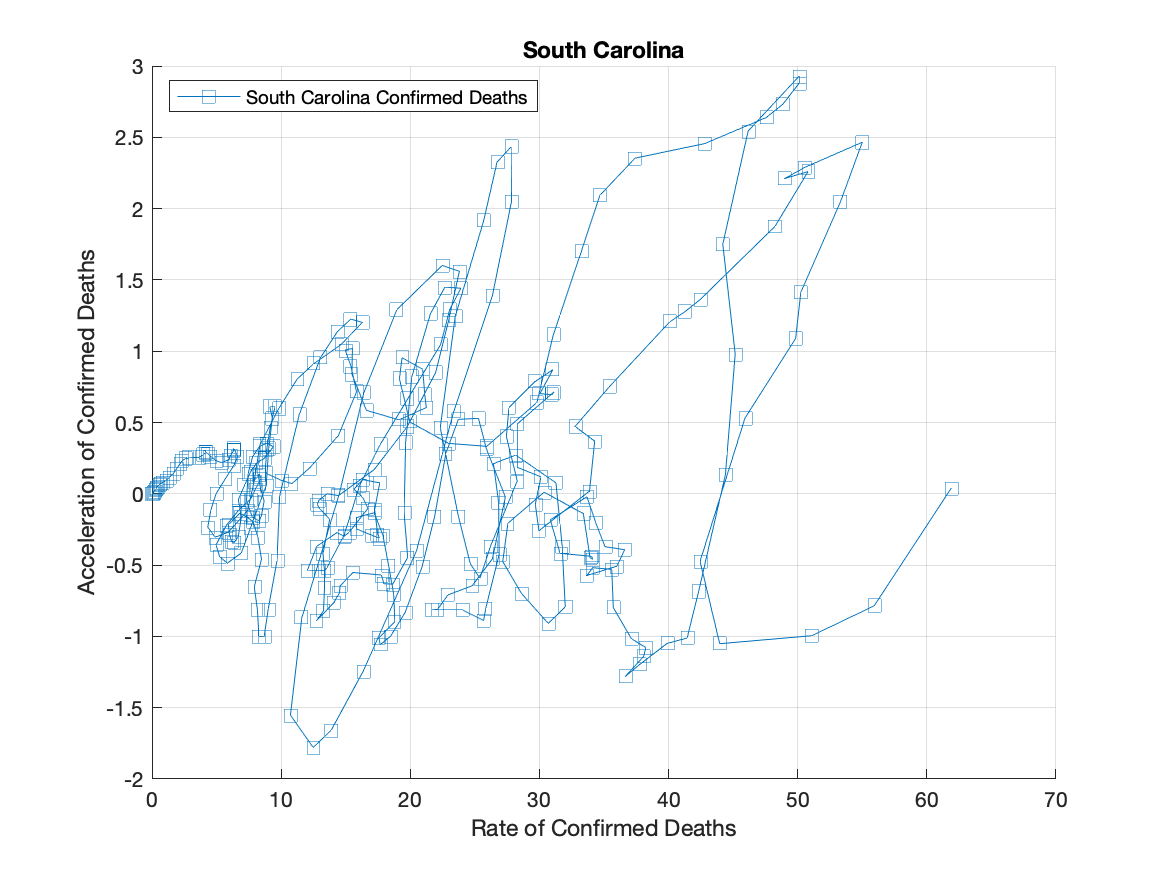 South Carolina
3
South Carolina Confirmed Deaths
2.5
2
1.5
1
0.5
0
-0.5
-1
-1.5
-2
Acceleration of Confirmed Deaths
0 10 20 30 40 50 60 70
Rate of Confirmed Deaths